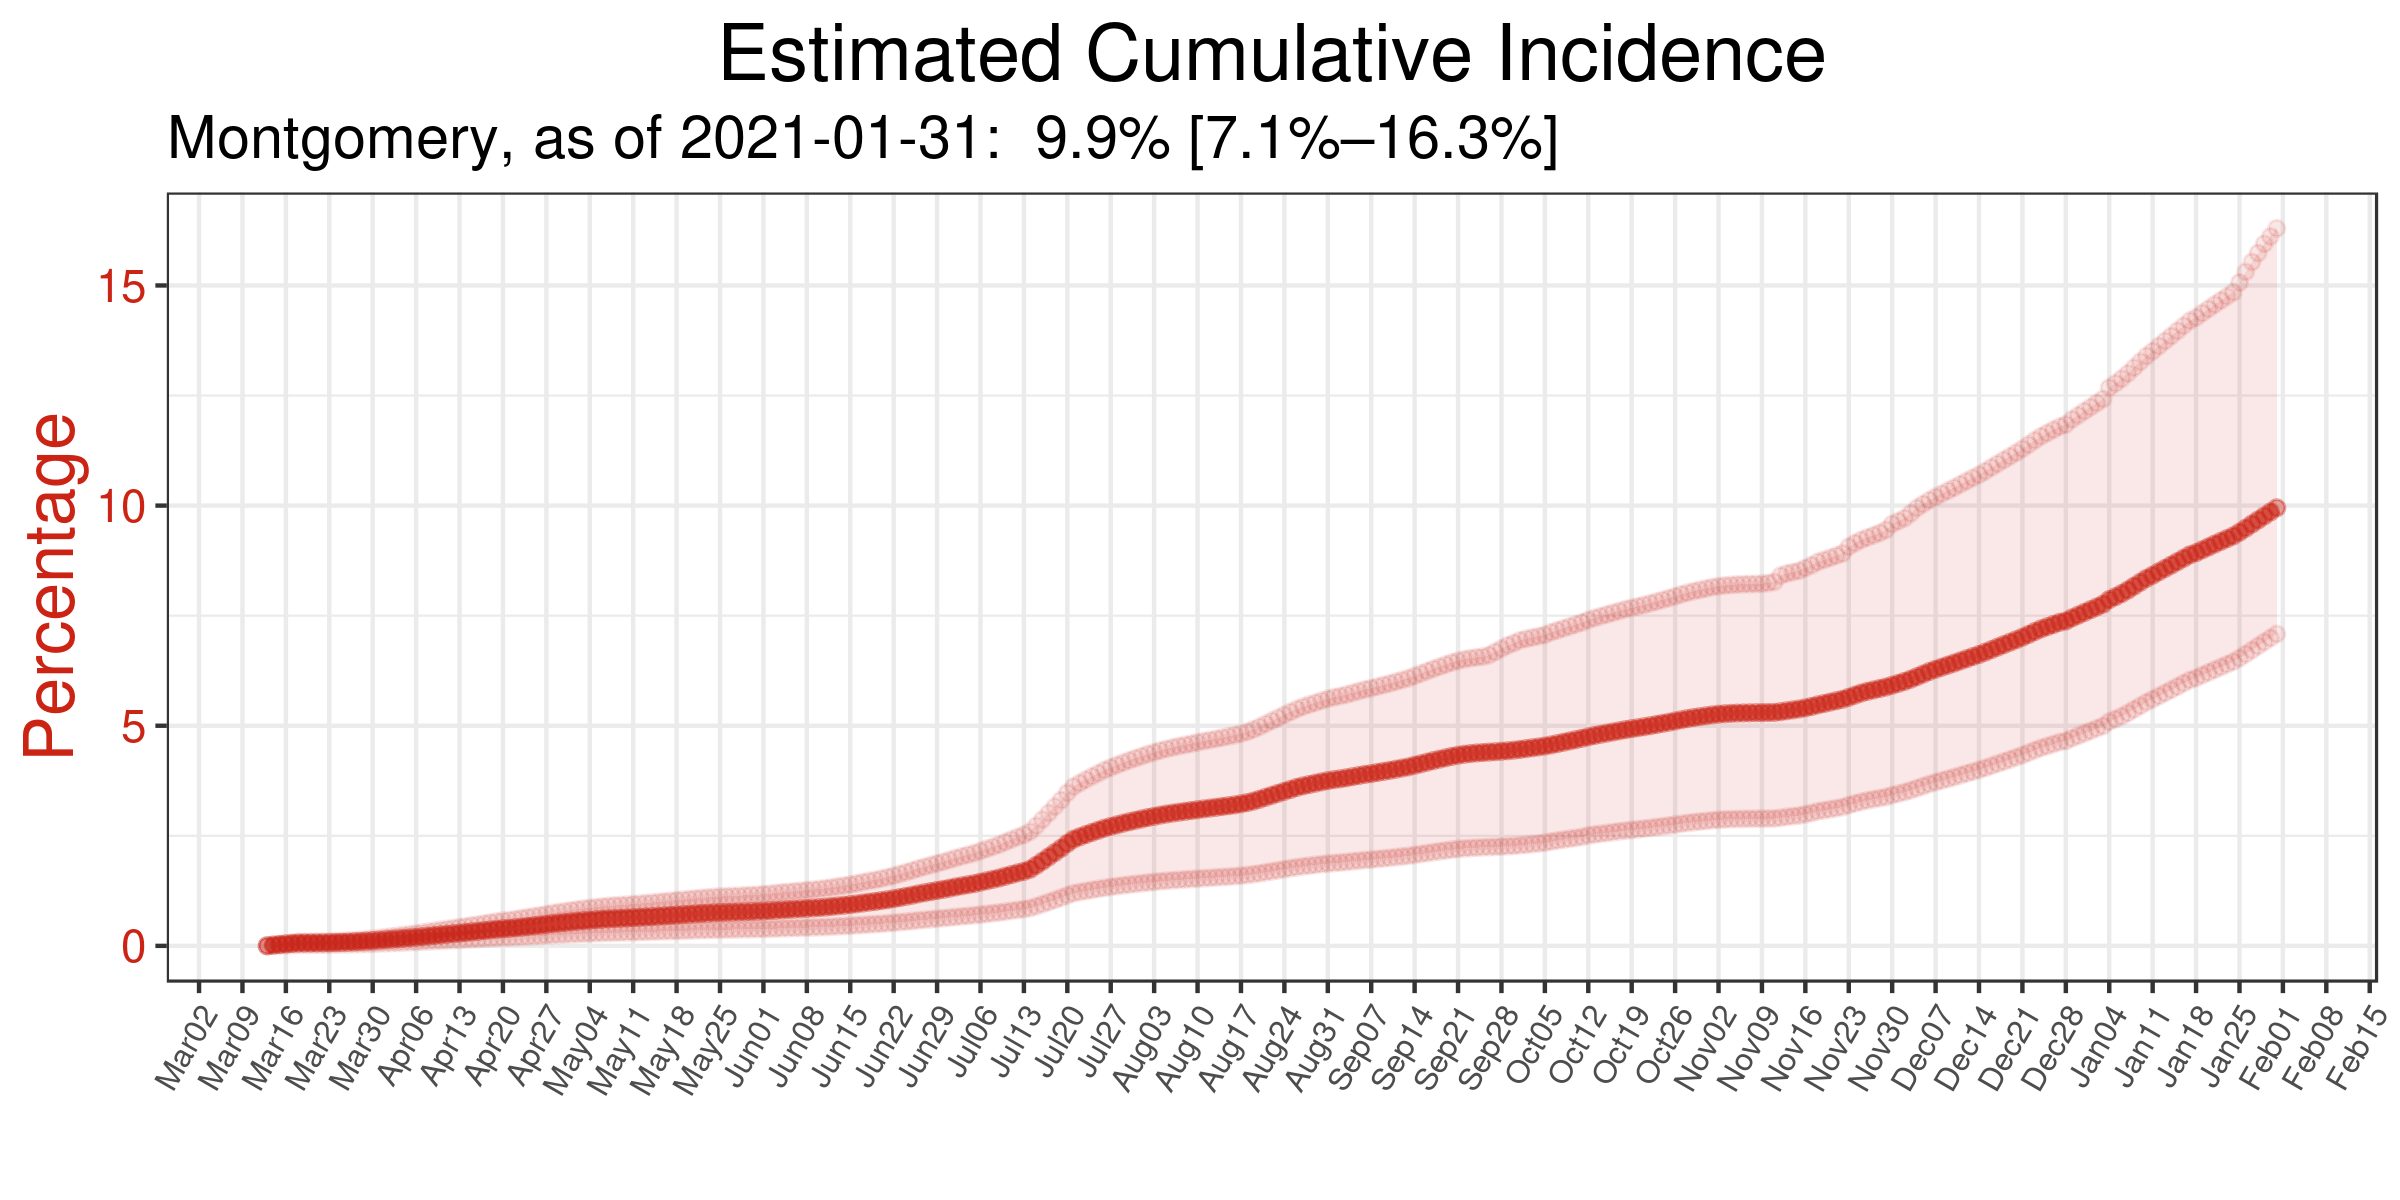 Estimated Cumulative Incidence
Montgomery, as of 2021-01-31:  9.9% [7.1%–16.3%]
Percentage
15
10
5
0
Mar02 Mar09 Mar16 Mar23 Mar30 Apr06 Apr13 Apr20 Apr27 May04 May11 May18 May25 Jun01 Jun08 Jun15 Jun22 Jun29 Jul06 Jul13 Jul20 Jul27 Aug03 Aug10 Aug17 Aug24 Aug31 Sep07 Sep14 Sep21 Sep28 Oct05 Oct12 Oct19 Oct26 Nov02 Nov09 Nov16 Nov23 Nov30 Dec07 Dec14 Dec21 Dec28 Jan04 Jan11 Jan18 Jan25 Feb01 Feb08 Feb15